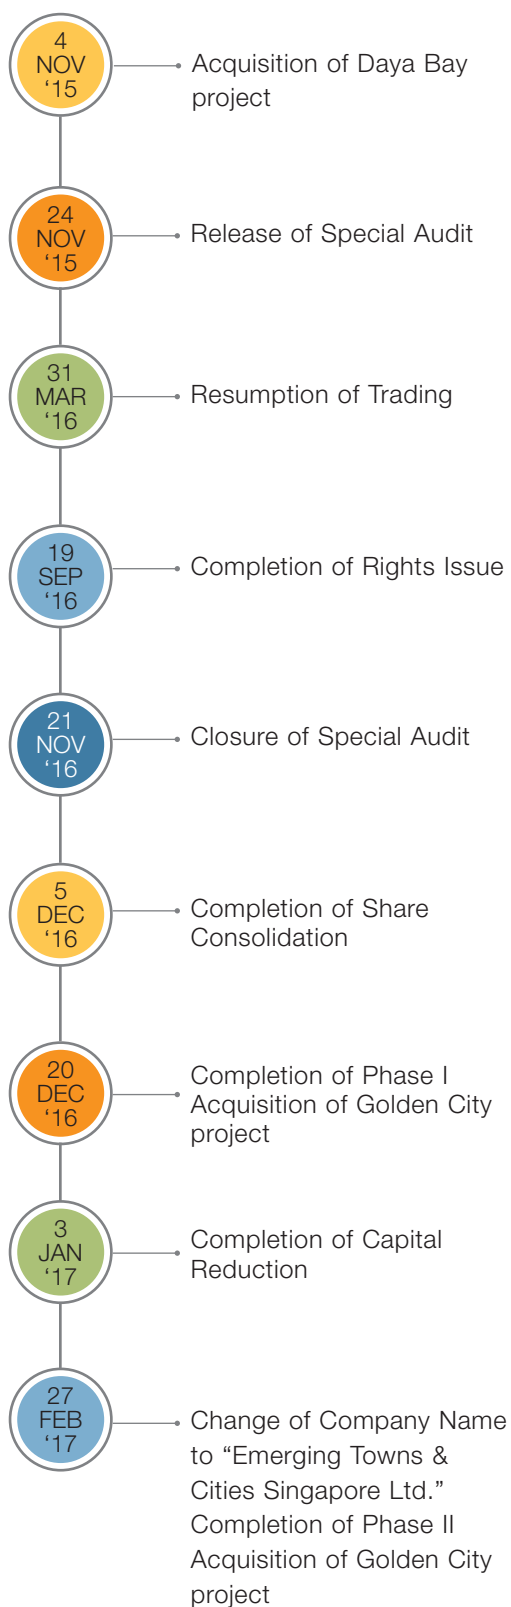 4
NOV
‘15
Acquisition of Daya Bay
project
24
NOV
‘15
Release of Special Audit
31
MAR
‘16
Resumption of Trading
19
SEP
‘16
Completion of Rights Issue
21
NOV
‘16
Closure of Special Audit
5
DEC
‘16
Completion of Share
Consolidation
20
DEC
‘16
Completion of Phase I
Acquisition of Golden City
project
3
JAN
‘17
Completion of Capital
Reduction
27
FEB
‘17
Change of Company Name
to “Emerging Towns &
Cities Singapore Ltd.”
Completion of Phase II
Acquisition of Golden City
project